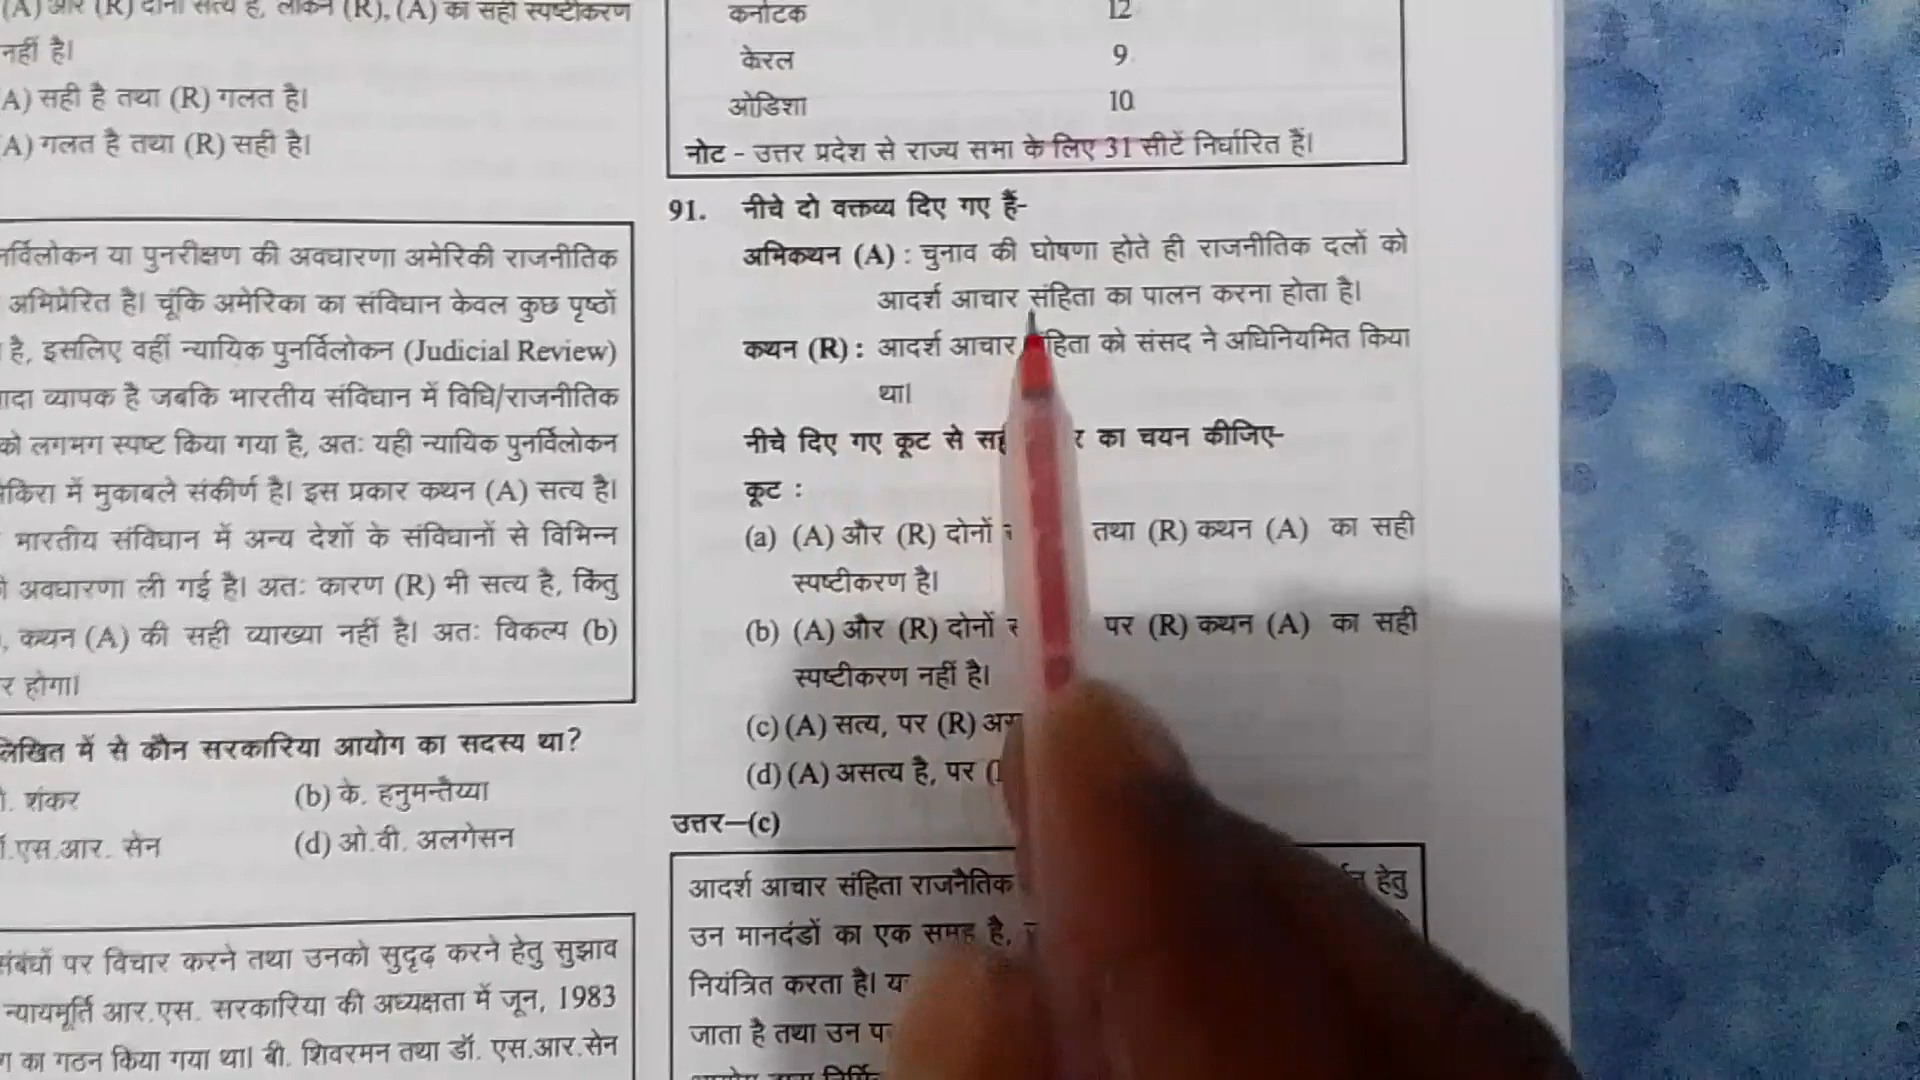 (A) और (R) दोनों सत्य है, लेकिन (R), (A) का सही स्पष्टीकरण
नहीं है।
A) सही है तथा (R) गलत है।
A) गलत है तथा (R) सही है।
या पुनरीक्षण की अवधारणा अमेरिकी राजनीतिक
अभिप्रेरित है। चूंकि अमेरिका का संविधान केवल कुछ पृष्ठों
है, इसलिए वहीं न्यायिक पुनर्विलोकन (Judicial Review)
व्यापक है जबकि भारतीय संविधान में विधि/राजनीतिक
को लगभग स्पष्ट किया गया है, अतः यही न्यायिक पुनर्विलोकन
में मुकाबले संकीर्ण है। इस प्रकार कथन (A) सत्य है।
भारतीय संविधान में अन्य देशों के संविधानों से विभिन्न
अवधारणा ली गई है। अतः कारण (R) भी सत्य है, किंतु
, कथन (A) की सही व्याख्या नहीं है। अतः विकल्प (b)
होगा।
में से कौन सरकारिया आयोग का सदस्य था?
शंकर (b) के. हनुमन्तैय्या
एस.आर. सेन (d) ओ.वी. अलगेसन
पर विचार करने तथा उनको सुदृढ़ करने हेतु सुझाव
न्यायमूर्ति आर.एस. सरकारिया की अध्यक्षता में जून, 1983
का गठन किया गया था। बी. शिवरमन तथा डॉ. एस.आर.सेन
कर्नाटक 12
केरल 9
ओडिशा 10
नोट - उत्तर प्रदेश से राज्य सभा के लिए 31 सीटें निर्धारित हैं।
91. नीचे दो वक्तव्य दिए गए हैं-
अभिकथन (A) : चुनाव की घोषणा होते ही राजनीतिक दलों को
आदर्श आचार संहिता का पालन करना होता है।
कथन (R) : आदर्श आचार को संसद ने अधिनियमित किया
था।
नीचे दिए गए कूट से का चयन कीजिए-
कूट :
(a) (A) और (R) दोनों तथा (R) कथन (A) का सही
स्पष्टीकरण है।
(b) (A) और (R) दोनों पर (R) कथन (A) का सही
स्पष्टीकरण नहीं है।
(c) (A) सत्य, पर (R)
(d) (A) असत्य है, पर
उत्तर—(c)
आदर्श आचार संहिता राजनैतिक हेतु
उन मानदंडों का एक समूह है,
नियंत्रित करता है।
जाता है तथा उन